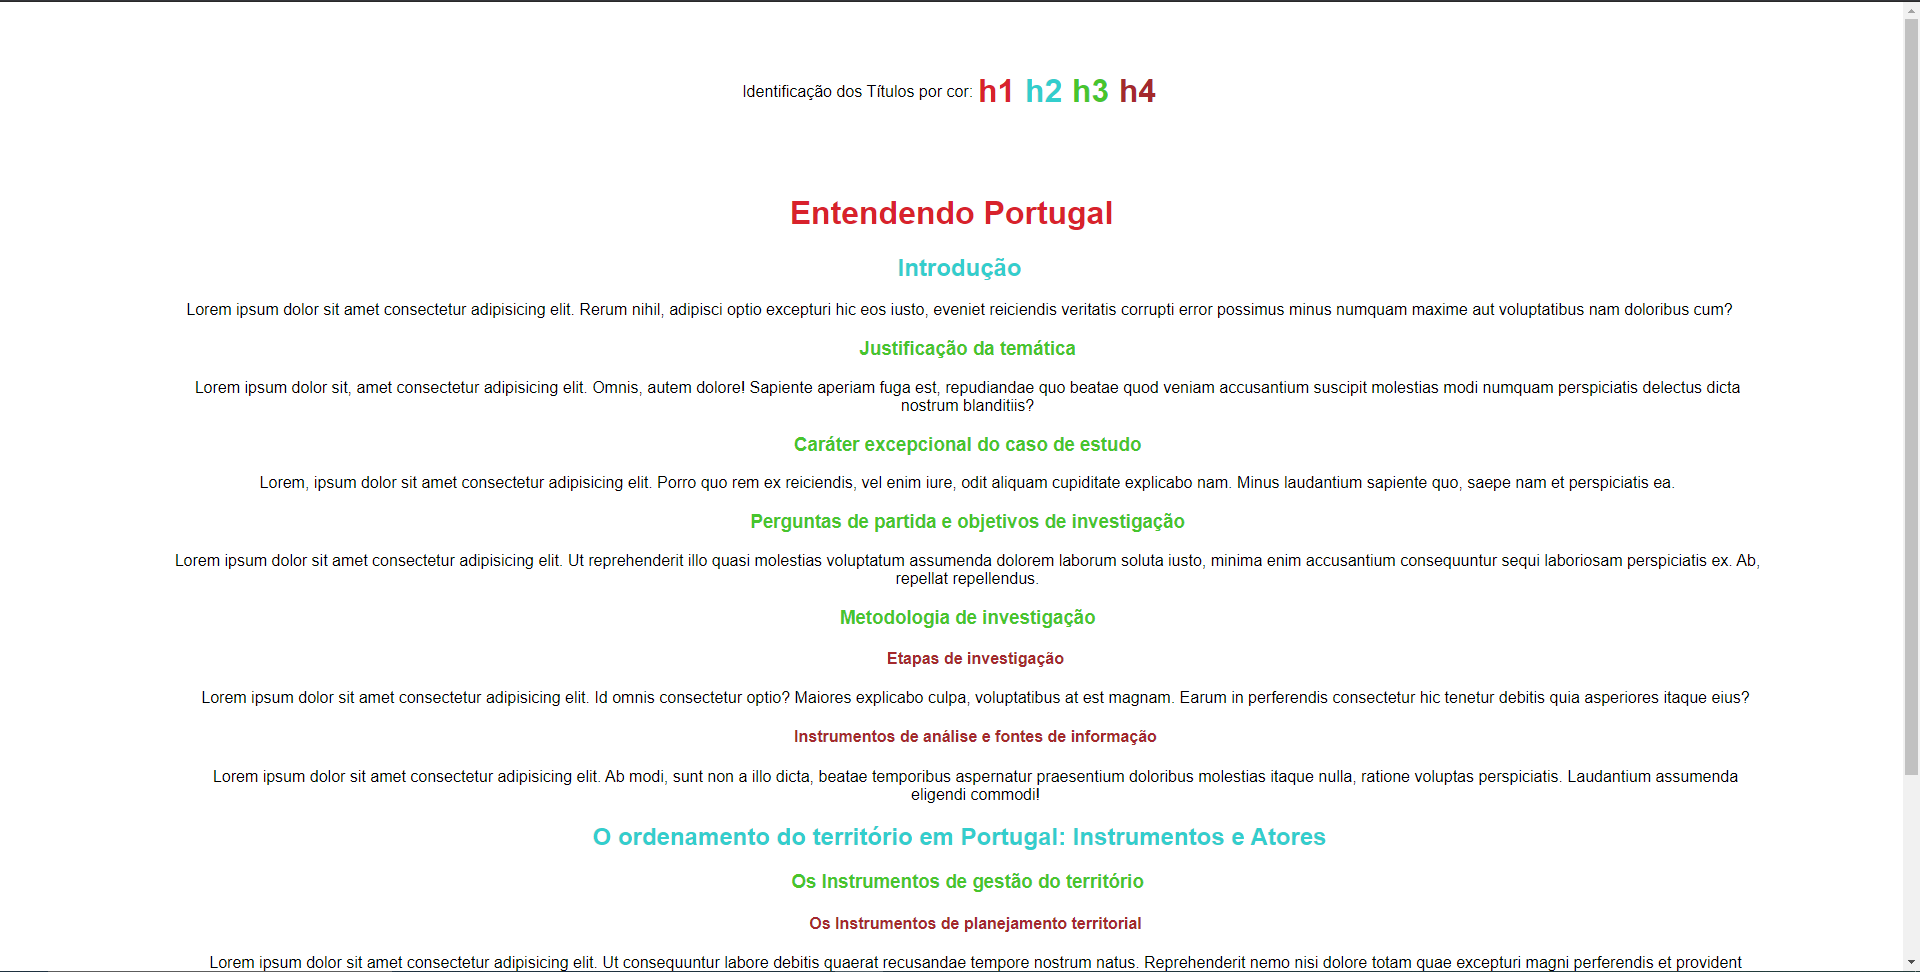 Identificação dos Títulos por cor: h1 h2 h3 h4
Entendendo Portugal
Introdução
Lorem ipsum dolor sit amet consectetur adipisicing elit. Rerum nihil, adipisci optio excepturi hic eos iusto, eveniet reiciendis veritatis corrupti error possimus minus numquam maxime aut voluptatibus nam doloribus cum?
Justificação da temática
Lorem ipsum dolor sit, amet consectetur adipisicing elit. Omnis, autem dolore! Sapiente aperiam fuga est, repudiandae quo beatae quod veniam accusantium suscipit molestias modi numquam perspiciatis delectus dicta
nostrum blanditiis?
Caráter excepcional do caso de estudo
Lorem, ipsum dolor sit amet consectetur adipisicing elit. Porro quo rem ex reiciendis, vel enim iure, odit aliquam cupiditate explicabo nam. Minus laudantium sapiente quo, saepe nam et perspiciatis ea.
Perguntas de partida e objetivos de investigação
Lorem ipsum dolor sit amet consectetur adipisicing elit. Ut reprehenderit illo quasi molestias voluptatum assumenda dolorem laborum soluta iusto, minima enim accusantium consequuntur sequi laboriosam perspiciatis ex. Ab,
repellat repellendus.
Metodologia de investigação
Etapas de investigação
Lorem ipsum dolor sit amet consectetur adipisicing elit. Id omnis consectetur optio? Maiores explicabo culpa, voluptatibus at est magnam. Earum in perferendis consectetur hic tenetur debitis quia asperiores itaque eius?
Instrumentos de análise e fontes de informação
Lorem ipsum dolor sit amet consectetur adipisicing elit. Ab modi, sunt non a illo dicta, beatae temporibus aspernatur praesentium doloribus molestias itaque nulla, ratione voluptas perspiciatis. Laudantium assumenda
eligendi commodi!
O ordenamento do território em Portugal: Instrumentos e Atores
Os Instrumentos de gestão do território
Os Instrumentos de planejamento territorial
Lorem ipsum dolor sit amet consectetur adipisicing elit. Ut consequuntur labore debitis quaerat recusandae tempore nostrum natus. Reprehenderit nemo nisi dolore totam quae excepturi magni perferendis et provident